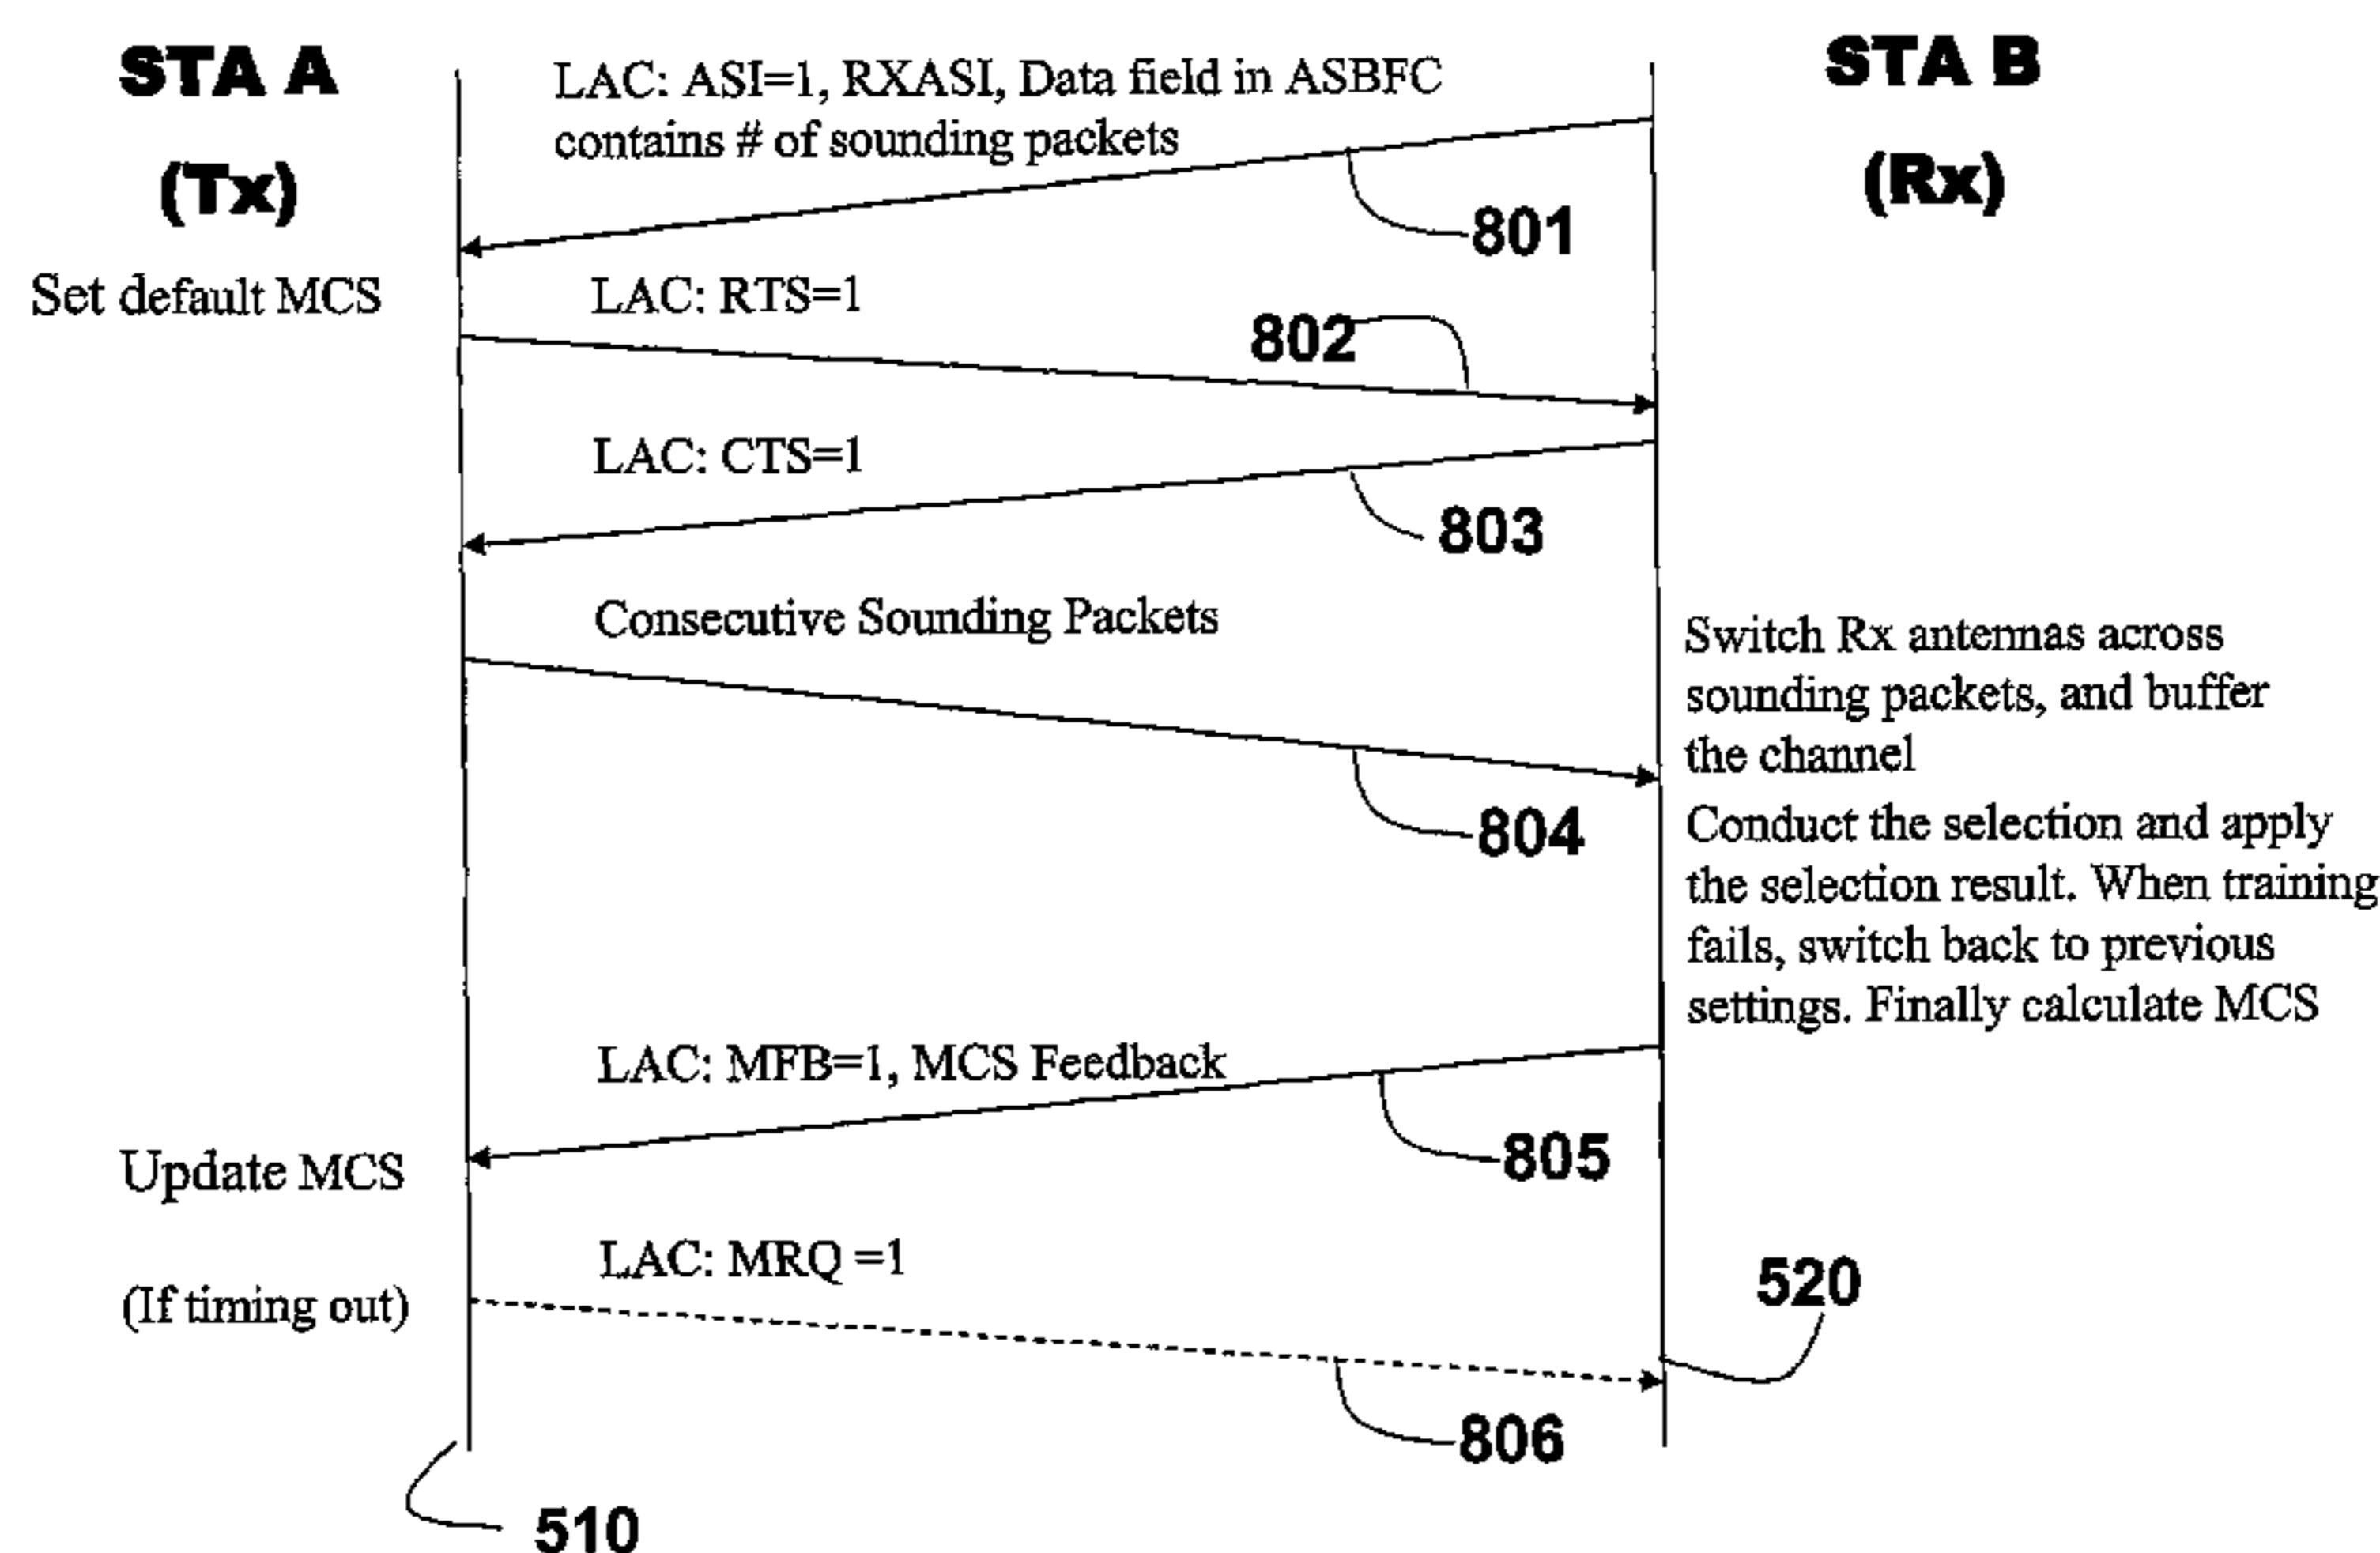 STA A
(Tx)
STA B
(Rx)
LAC: ASI=1, RXASI, Data field in ASBFC
contains # of sounding packets
801
Set default MCS
LAC: RTS=1
802
LAC: CTS=1
803
Consecutive Sounding Packets
Switch Rx antennas across
sounding packets, and buffer
the channel
804
Conduct the selection and apply
the selection result. When training
fails, switch back to previous
settings. Finally calculate MCS
LAC: MFB=1, MCS Feedback
805
Update MCS
LAC: MRQ =1
(If timing out)
520
806
510